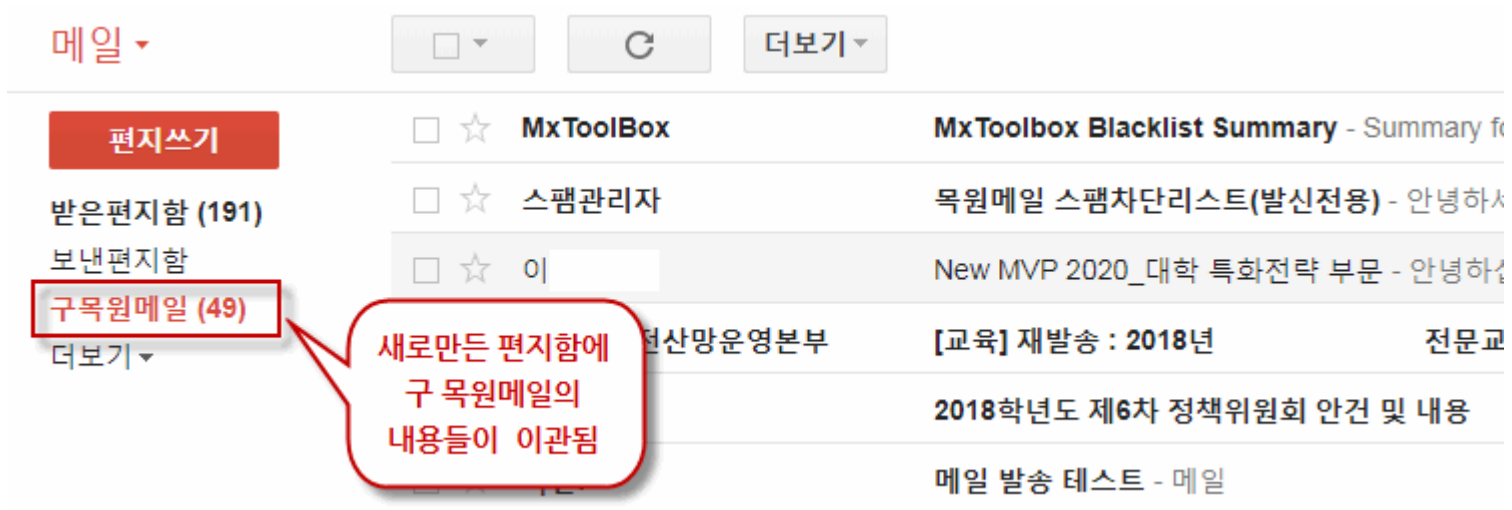 메일
더보기
편지쓰기
받은편지함 (191)
보낸편지함
구목원메일 (49)
더보기
새로만든 편지함에
구 목원메일의
내용들이 이관됨
MxToolBox MxToolbox Blacklist Summary - Summary
스팸관리자 목원메일 스팸차단리스트(발신전용) - 안녕하
이 New MVP 2020_대학 특화전략 부문 - 안녕하
전산망운영본부 [교육] 재발송 : 2018년 전문교
2018학년도 제6차 정책위원회 안건 및 내용
메일 발송 테스트 - 메일